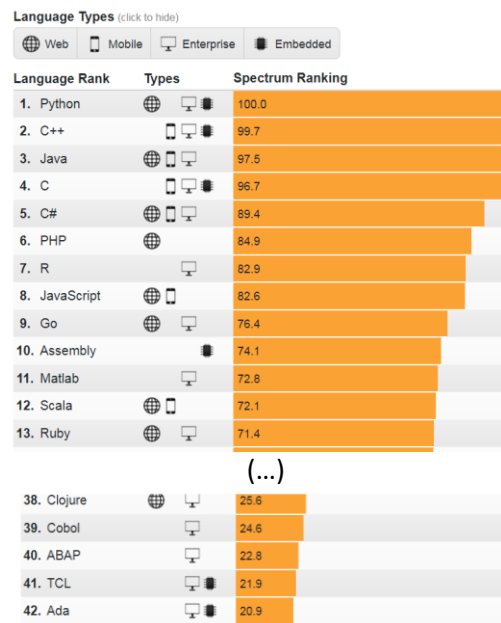 Language Types (click to hide)
Web Mobile Enterprise Embedded
Language Rank Types Spectrum Ranking
1. Python 100.0
2. C++ 99.7
3. Java 97.5
4. C 96.7
5. C# 89.4
6. PHP 84.9
7. R 82.9
8. JavaScript 82.6
9. Go 76.4
10. Assembly 74.1
11. Matlab 72.8
12. Scala 72.1
13. Ruby 71.4
(...)
38. Clojure 25.6
39. Cobol 24.6
40. ABAP 22.8
41. TCL 21.9
42. Ada 20.9